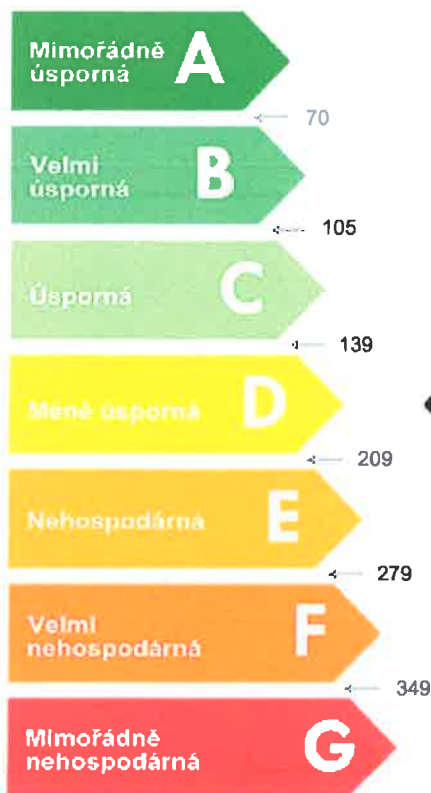 Mimořádně
úsporná
A
70
Velmi
úsporná
B
105
Úsporná
C
139
Méně úsporná
D
209
Nehospodárná
E
279
Velmi
nehospodárná
F
349
Mimořádně
nehospodárná
G